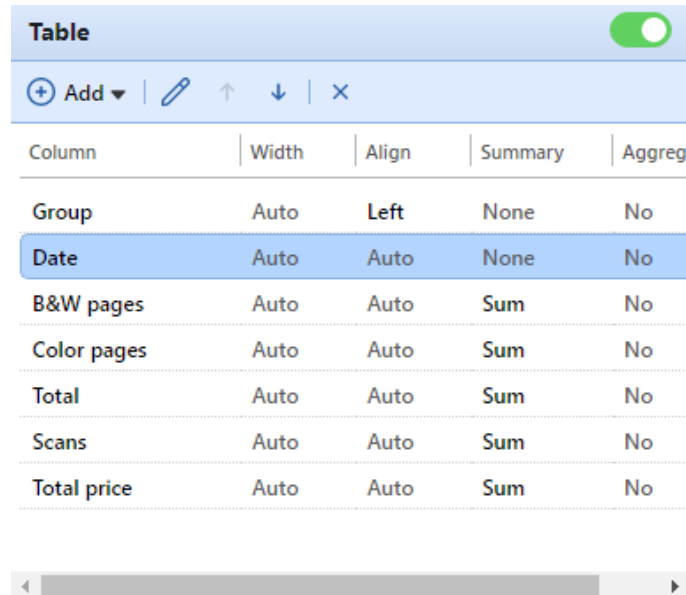 Table
Add
Column Width Align Summary Aggreg
Group Auto Left None No
Date Auto Auto None No
B&W pages Auto Auto Sum No
Color pages Auto Auto Sum No
Total Auto Auto Sum No
Scans Auto Auto Sum No
Total price Auto Auto Sum No